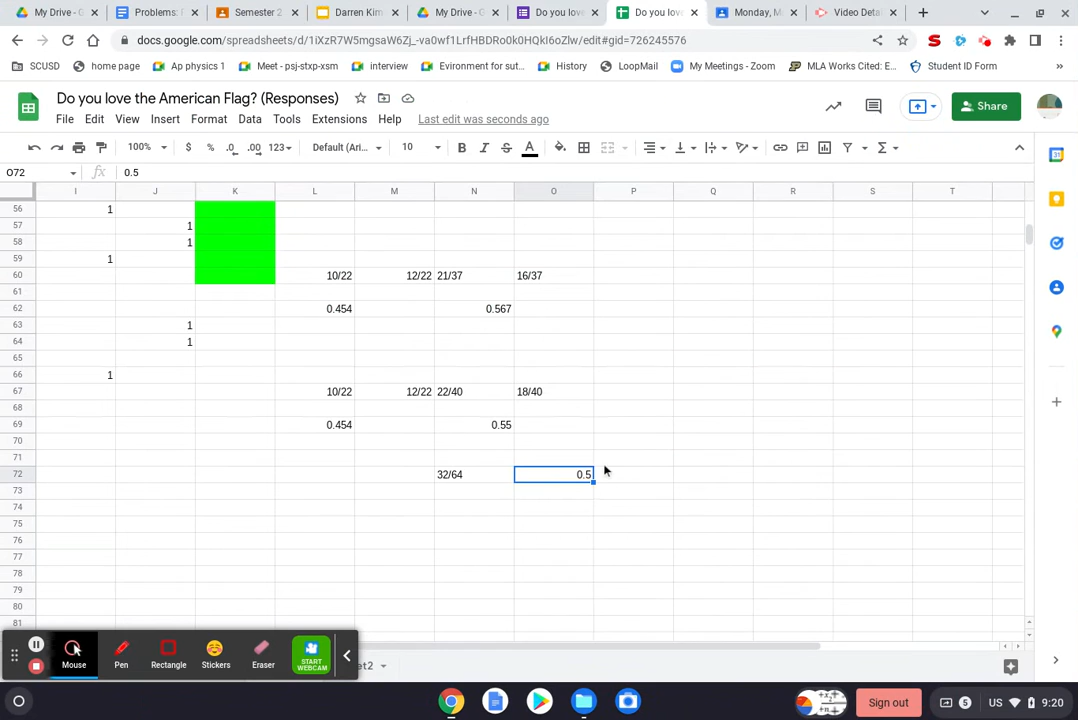 My Drive - G
Problems: F
Semester 2
Darren Kim
My Drive - G
Do you love
Do you love
Monday, M
Video Detai
docs.google.com/spreadsheets/d/1iXzR7W5mgsaW6Zj_-va0wf1LrfHBDRo0k0HQkI6oZlw/edit#gid=726245576
SCUSD
home page
Ap physics 1
Meet - psj-stxp-xsm
interview
Evironment for sut...
History
LoopMail
My Meetings - Zoom
MLA Works Cited: E...
Student ID Form
»
Do you love the American Flag? (Responses)
Share
File Edit View Insert Format Data Tools Extensions Help Last edit was seconds ago
100% $ % .0 .00 123 Default (Ari... 10 B I S A
O72 fx 0.5
I J K L M N O P Q R S T
56 1
57 1
58 1
59 1
60 10/22 12/22 21/37 16/37
61
62 0.454 0.567
63 1
64 1
65
66 1
67 10/22 12/22 22/40 18/40
68
69 0.454 0.55
70
71
72 32/64 0.5
73
74
75
76
77
78
79
80
81
Mouse Pen Rectangle Stickers Eraser START WEBCAM
et2
Sign out
5 US 9:20